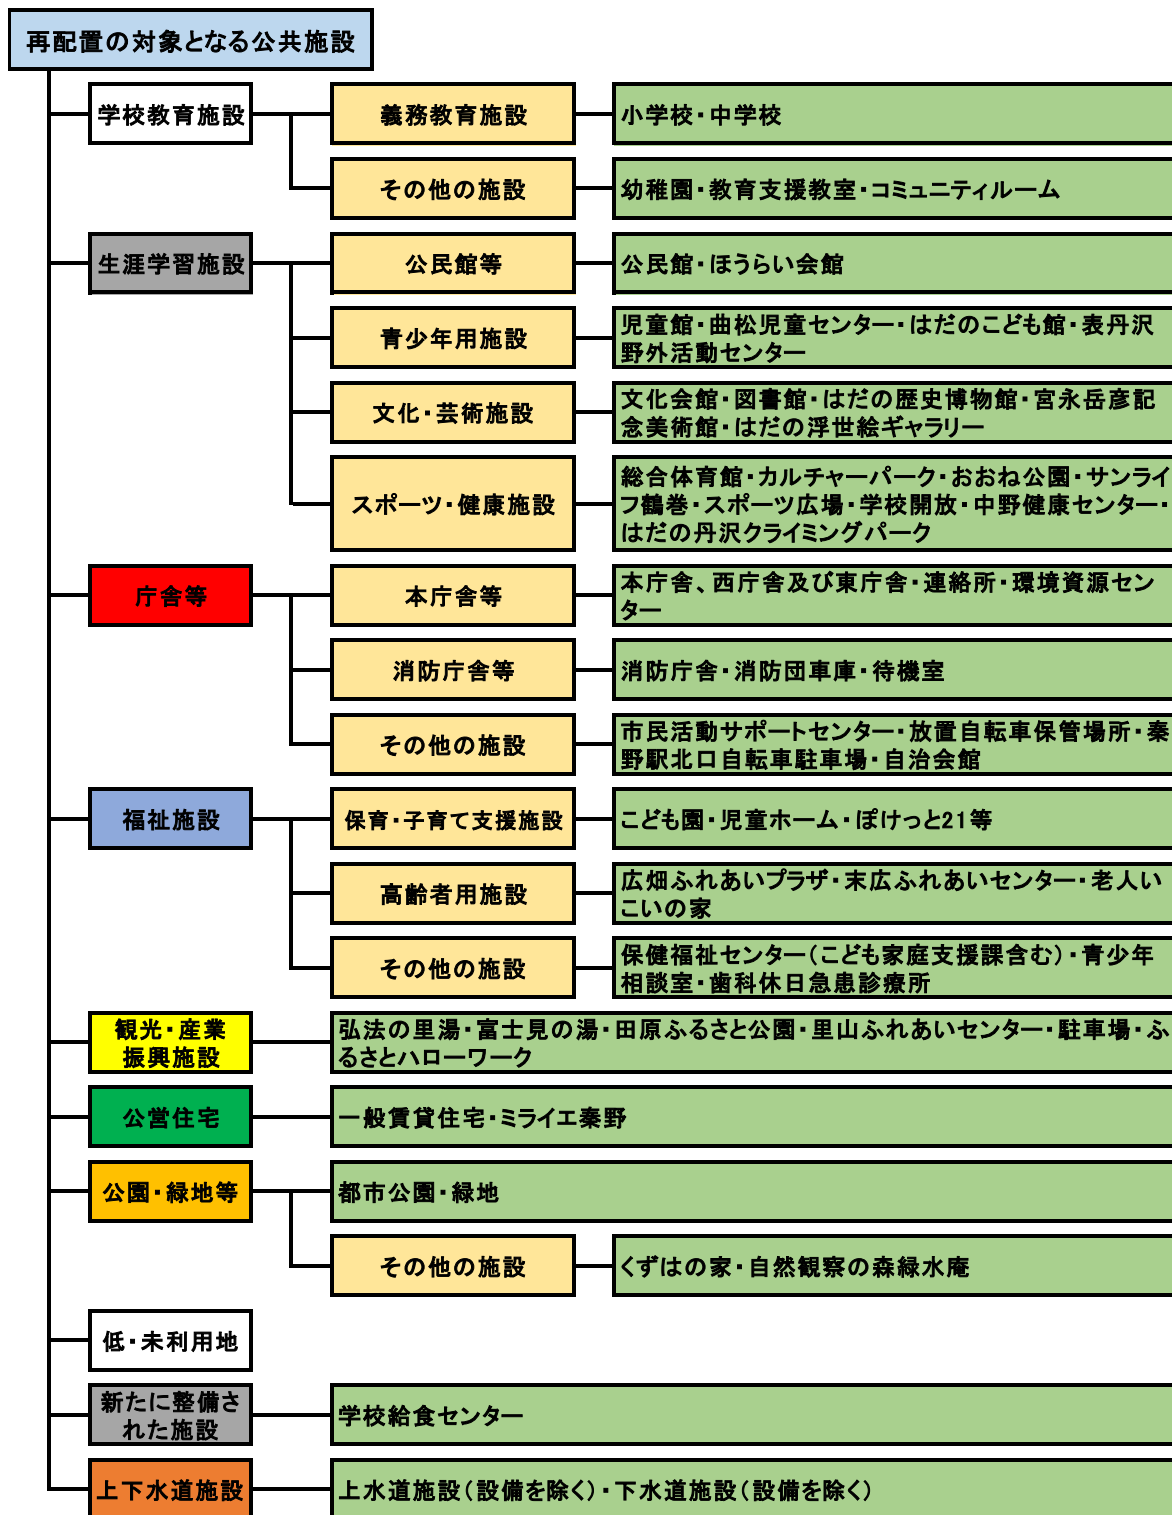 再配置の対象となる公共施設
学校教育施設
義務教育施設
小学校・中学校
その他の施設
幼稚園・教育支援教室・コミュニティルーム
生涯学習施設
公民館等
公民館・ほうらい会館
青少年用施設
児童館・曲松児童センター・はだのこども館・表丹沢
野外活動センター
文化・芸術施設
文化会館・図書館・はだの歴史博物館・宮永岳彦記
念美術館・はだの浮世絵ギャラリー
スポーツ・健康施設
総合体育館・カルチャーパーク・おおね公園・サンライ
フ鶴巻・スポーツ広場・学校開放・中野健康センター・
はだの丹沢クライミングパーク
庁舎等
本庁舎等
本庁舎、西庁舎及び東庁舎・連絡所・環境資源セン
ター
消防庁舎等
消防庁舎・消防団車庫・待機室
その他の施設
市民活動サポートセンター・放置自転車保管場所・秦
野駅北口自転車駐車場・自治会館
福祉施設
保育・子育て支援施設
こども園・児童ホーム・ぽけっと21等
高齢者用施設
広畑ふれあいプラザ・末広ふれあいセンター・老人い
こいの家
その他の施設
保健福祉センター（こども家庭支援課含む）・青少年
相談室・歯科休日急患診療所
観光・産業
振興施設
弘法の里湯・富士見の湯・田原ふるさと公園・里山ふれあいセンター・駐車場・ふ
るさとハローワーク
公営住宅
一般賃貸住宅・ミライエ秦野
公園・緑地等
都市公園・緑地
その他の施設
くずはの家・自然観察の森緑水庵
低・未利用地
新たに整備さ
れた施設
学校給食センター
上下水道施設
上水道施設（設備を除く）・下水道施設（設備を除く）